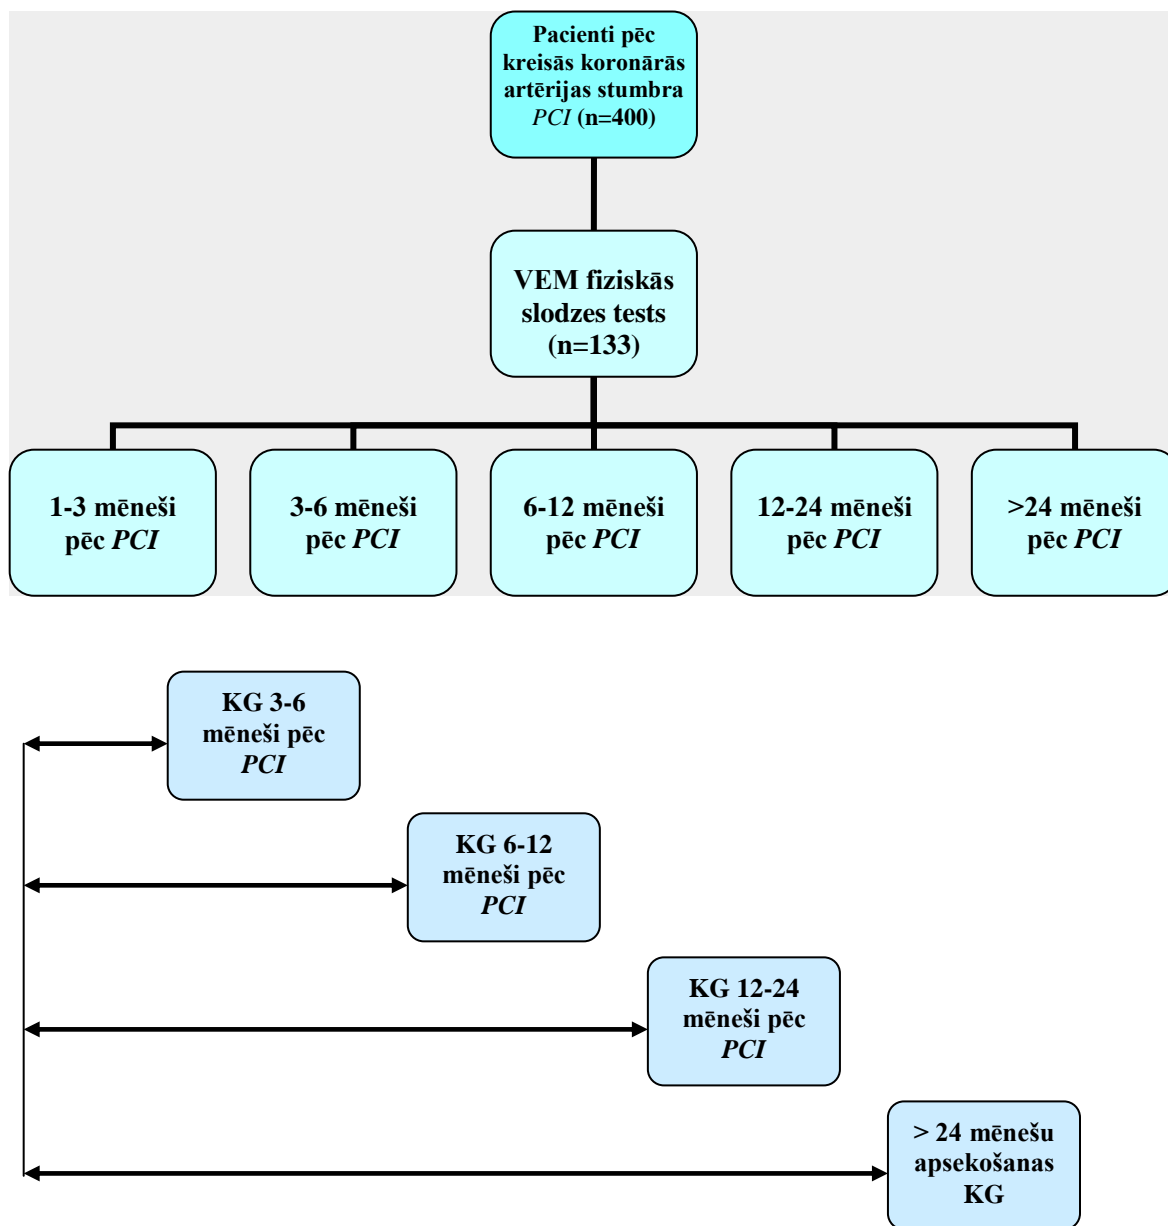 Pacienti pēc
kreisās koronārās
artērijas stumbra
PCI (n=400)
VEM fiziskās
slodzes tests
(n=133)
1-3 mēneši
pēc PCI
3-6 mēneši
pēc PCI
6-12 mēneši
pēc PCI
12-24 mēneši
pēc PCI
>24 mēneši
pēc PCI
KG 3-6
mēneši pēc
PCI
KG 6-12
mēneši pēc
PCI
KG 12-24
mēneši pēc
PCI
> 24 mēnešu
apsekošanas
KG